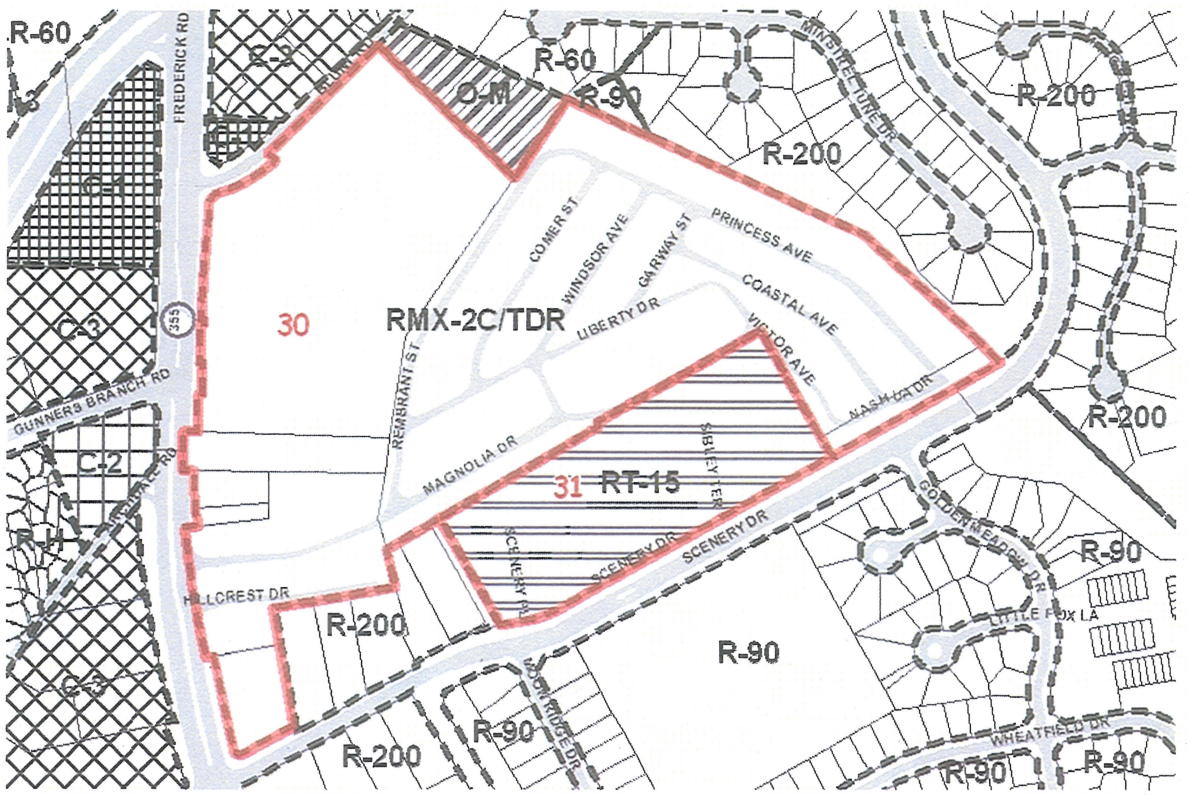 R-60
FREDERICK RD
C-3
O-M
R-60
R-90
MINSTREL TUNE DR
R-200
R-200
C-1
C-1
COMER ST
WINDSOR AVE
GARWAY ST
PRINCESS AVE
COASTAL AVE
LIBERTY DR
VICTOR AVE
C-3
355
30
RMX-2C/TDR
REMBRANT ST
GUNNERS BRANCH RD
R-200
C-2
MAGNOLIA DR
SIBLEY TER
31
RT-15
R-H
SCENERY PL
SCENERY DR
SCENERY DR
GOLDEN MEADOW DR
R-90
HILLCREST DR
R-200
LITTLE FOX LA
R-90
C-3
R-200
R-90
WHEATFIELD DR
R-90
R-90